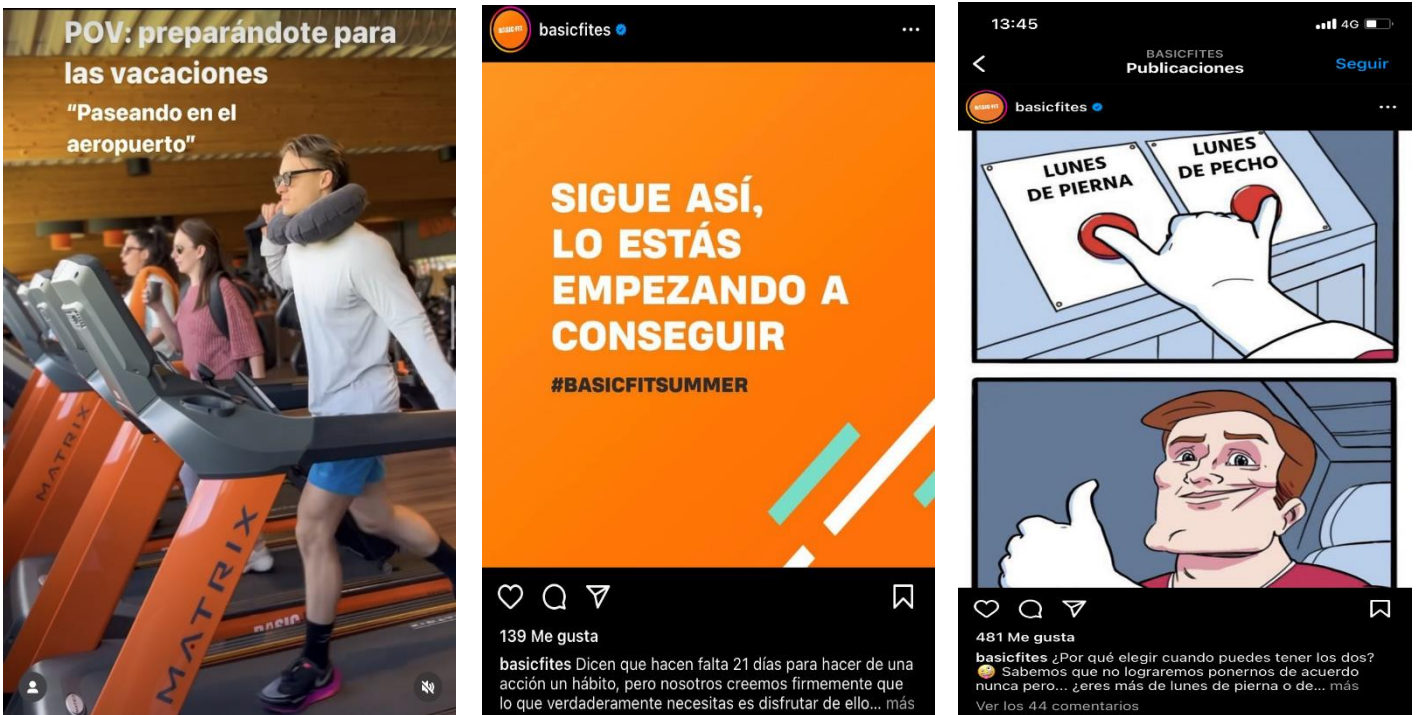 POV: preparándote para
las vacaciones
"Paseando en el
aeropuerto"
MATRIX
MATRIX
BASIC
basicfites
SIGUE ASÍ,
LO ESTÁS
EMPEZANDO A
CONSEGUIR
#BASICFITSUMMER
139 Me gusta
basicfites Dicen que hacen falta 21 días para hacer de una
acción un hábito, pero nosotros creemos firmemente que
lo que verdaderamente necesitas es disfrutar de ello... más
13:45
4G
BASICFITES
Publicaciones
Seguir
BASIC FIT
basicfites
LUNES
DE PIERNA
LUNES
DE PECHO
481 Me gusta
basicfites ¿Por qué elegir cuando puedes tener los dos?
🤪 Sabemos que no lograremos ponernos de acuerdo
nunca pero... ¿eres más de lunes de pierna o de... más
Ver los 44 comentarios